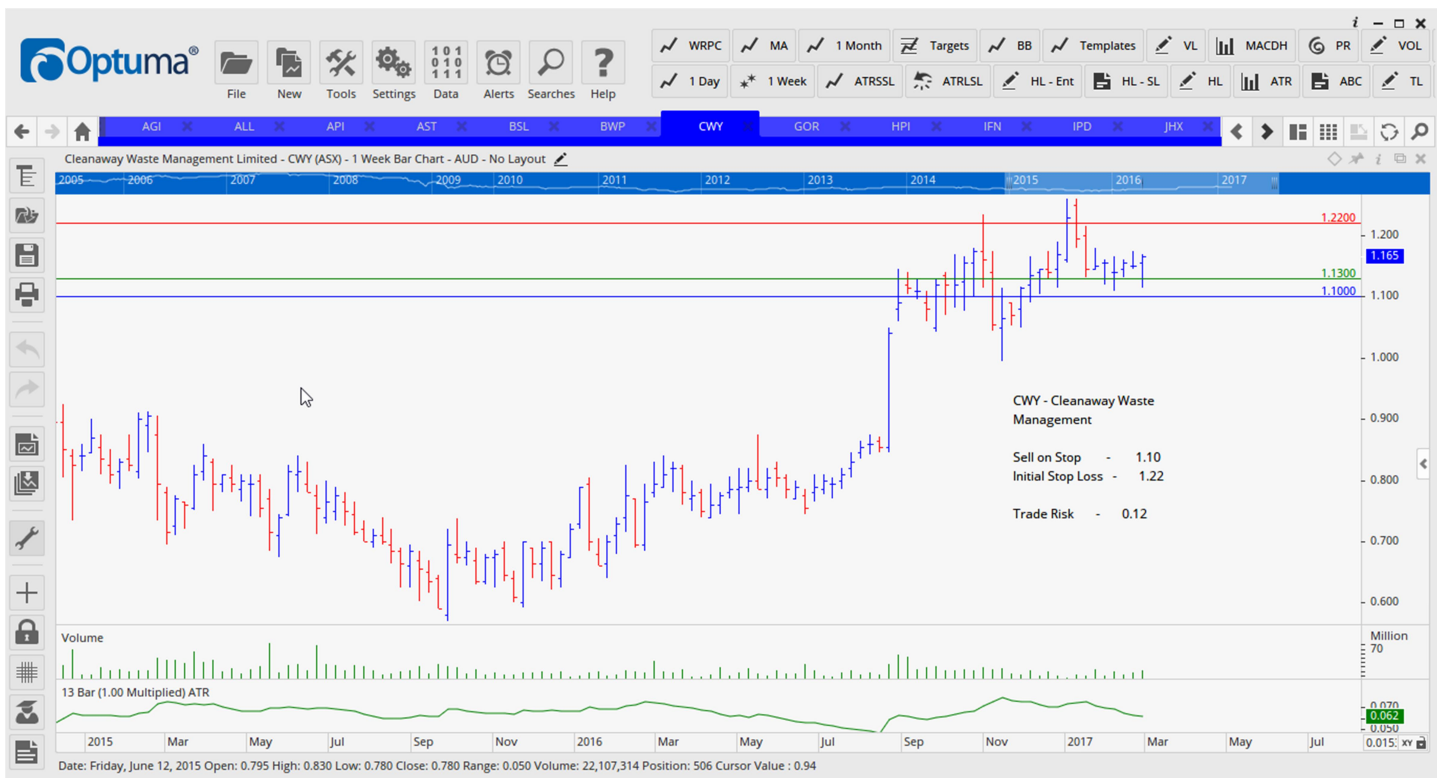 i
Optuma®
File
New
Tools
Settings
101
010
111
Data
Alerts
Searches
?
Help
WRPC
MA
1 Month
Targets
BB
Templates
VL
MACDH
PR
VOL
1 Day
1 Week
ATRSSL
ATRLSL
HL - Ent
HL - SL
HL
ATR
ABC
TL
AGI
ALL
API
AST
BSL
BWP
CWY
GOR
HPI
IFN
IPD
JHX
Cleanaway Waste Management Limited - CWY (ASX) - 1 Week Bar Chart - AUD - No Layout
i
2005 2006 2007 2008 2009 2010 2011 2012 2013 2014 2015 2016 2017
1.2200
1.200
1.165
1.1300
1.1000
1.100
1.000
CWY - Cleanaway Waste
Management
0.900
Sell on Stop - 1.10
Initial Stop Loss - 1.22
0.800
Trade Risk - 0.12
0.700
0.600
Volume
Million
70
13 Bar (1.00 Multiplied) ATR
0.070
0.062
0.050
2015 Mar May Jul Sep Nov 2016 Mar May Jul Sep Nov 2017 Mar May Jul
0.015: XY
Date: Friday, June 12, 2015 Open: 0.795 High: 0.830 Low: 0.780 Close: 0.780 Range: 0.050 Volume: 22,107,314 Position: 506 Cursor Value : 0.94